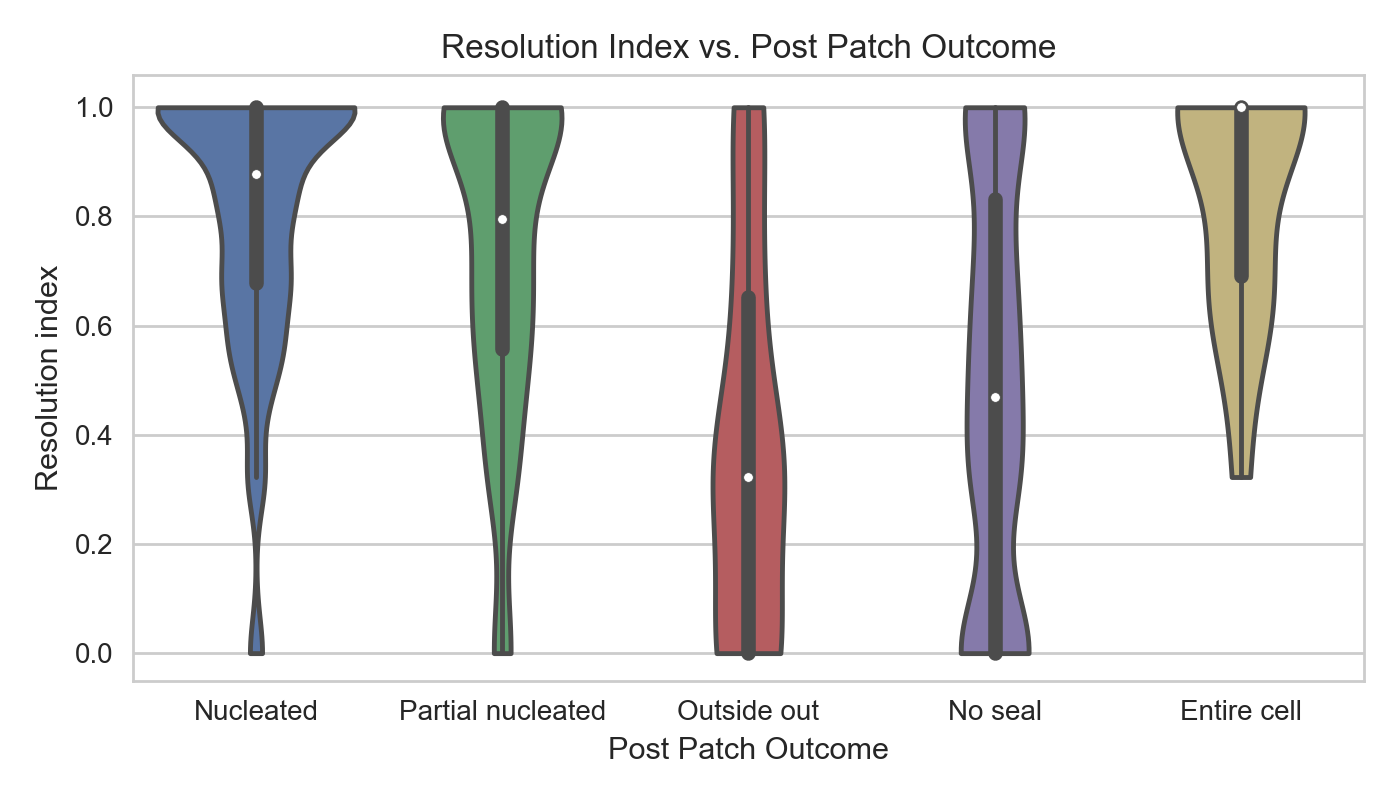 Resolution Index vs. Post Patch Outcome
Resolution index
1.0
0.8
0.6
0.4
0.2
0.0
Nucleated
Partial nucleated
Outside out
No seal
Entire cell
Post Patch Outcome